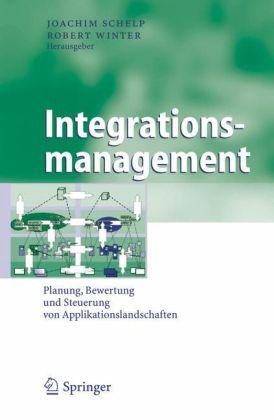 JOACHIM SCHELP
ROBERT WINTER
Herausgeber
Integrations-
management
Planung, Bewertung
und Steuerung
von Applikationslandschaften
Springer